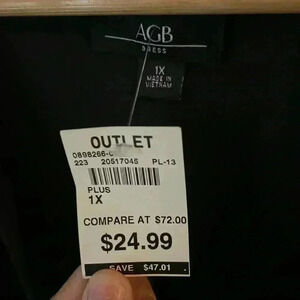 AGB
DRESS
1X
MADE IN
VIETNAM
OUTLET
0898266-
223 20517045 PL-13
PLUS
1X
COMPARE AT $72.00
$24.99
SAVE $47.01